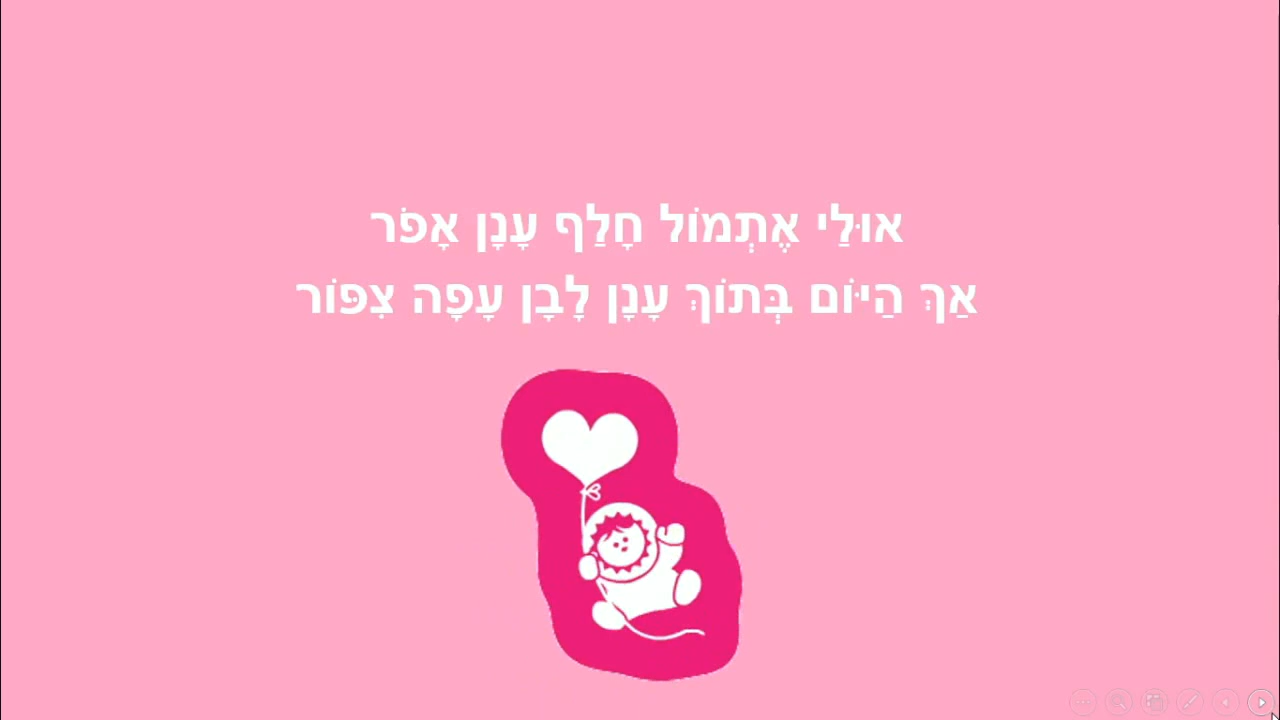 אוּלַי אֶתְמוֹל חָלַף עָנָן אָפֹר
אַךְ הַיּוֹם בְּתוֹךְ עָנָן לָבָן עָפָה צִפּוֹר